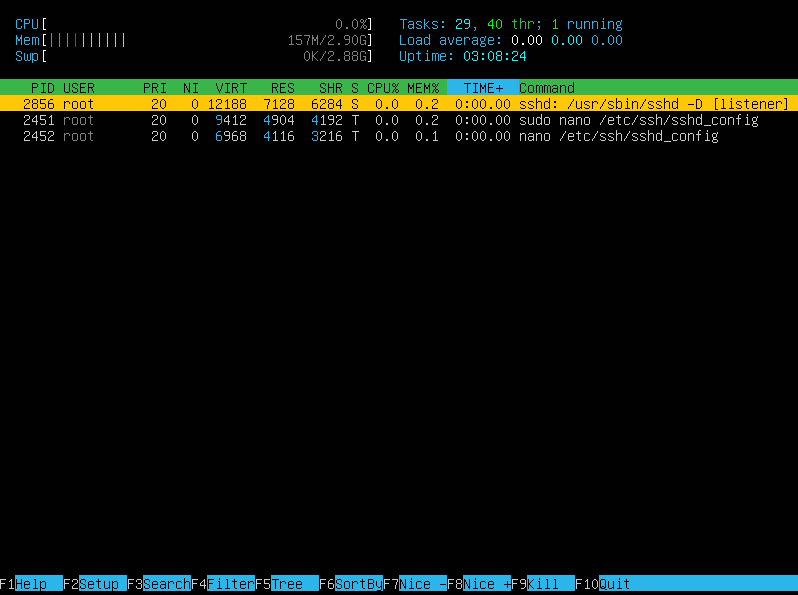 CPU[ 0.0%] Tasks: 29, 40 thr; 1 running
Mem[|||||||||| 157M/2.90G] Load average: 0.00 0.00 0.00
Swp[ 0K/2.88G] Uptime: 03:08:24
PID USER PRI NI VIRT RES SHR S CPU% MEM% TIME+ Command
2856 root 20 0 12188 7128 6284 S 0.0 0.2 0:00.00 sshd: /usr/sbin/sshd -D [listener]
2451 root 20 0 9412 4904 4192 T 0.0 0.2 0:00.00 sudo nano /etc/ssh/sshd_config
2452 root 20 0 6968 4116 3216 T 0.0 0.1 0:00.00 nano /etc/ssh/sshd_config
F1Help F2Setup F3SearchF4FilterF5Tree F6SortByF7Nice -F8Nice +F9Kill F10Quit